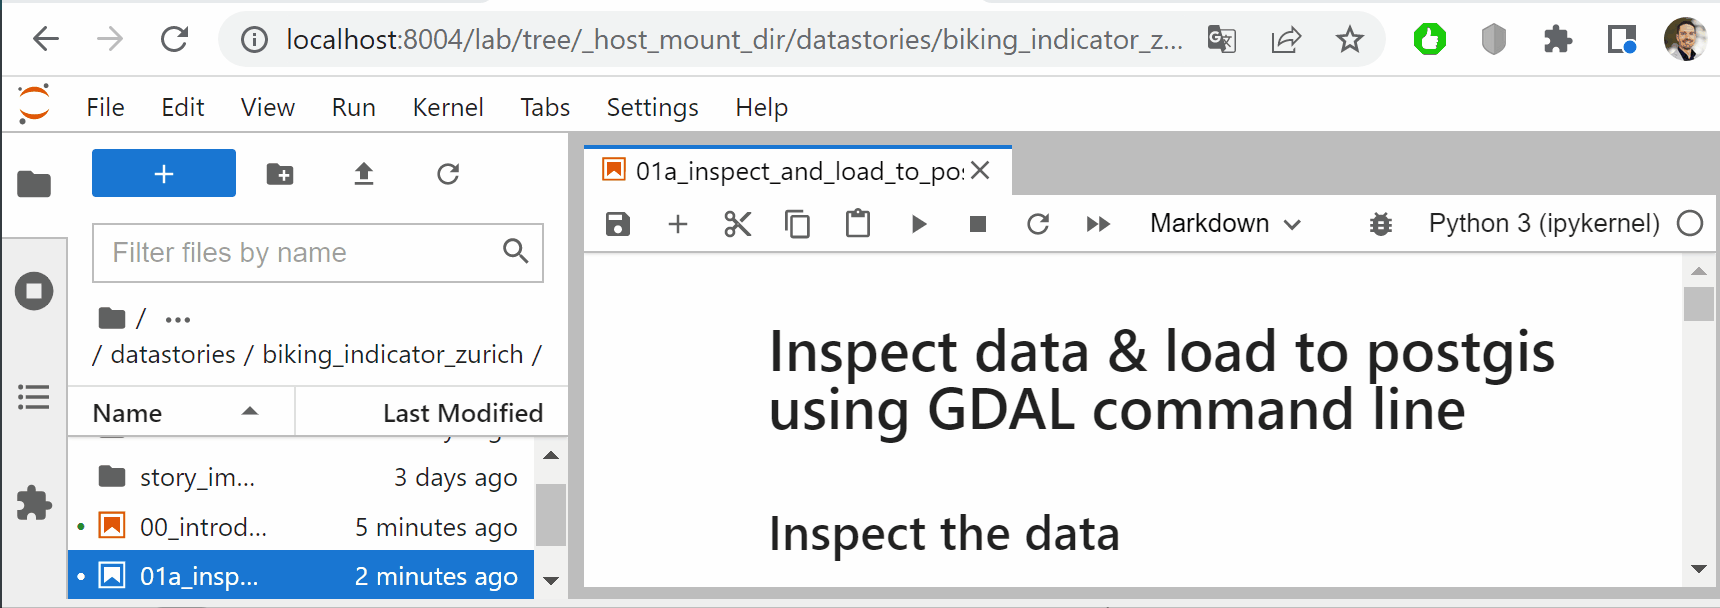 localhost:8004/lab/tree/_host_mount_dir/datastories/biking_indicator_z...
File Edit View Run Kernel Tabs Settings Help
+
Filter files by name
/ ...
/ datastories / biking_indicator_zurich /
Name Last Modified
story_im... 3 days ago
00_introd... 5 minutes ago
01a_insp... 2 minutes ago
01a_inspect_and_load_to_pos
Markdown Python 3 (ipykernel)
Inspect data & load to postgis
using GDAL command line
Inspect the data